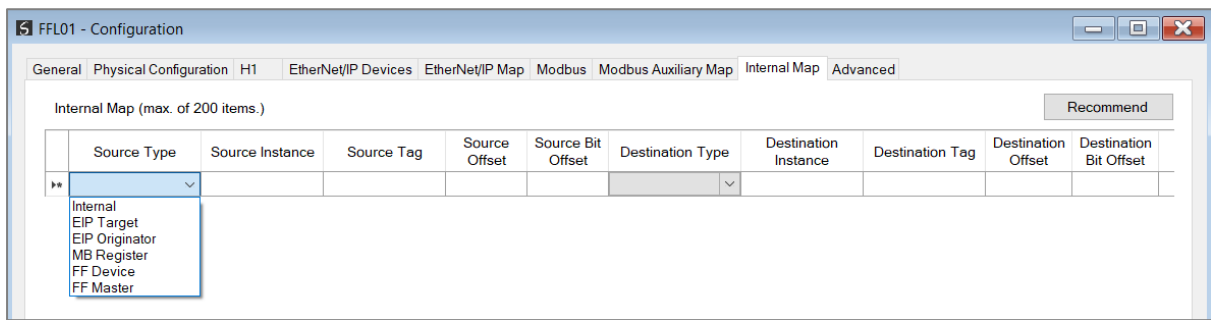 FFL01 - Configuration
General Physical Configuration H1 EtherNet/IP Devices EtherNet/IP Map Modbus Modbus Auxiliary Map Internal Map Advanced
Internal Map (max. of 200 items.)
Recommend
Source Type Source Instance Source Tag Source Offset Source Bit Offset Destination Type Destination Instance Destination Tag Destination Offset Destination Bit Offset
Internal
EIP Target
EIP Originator
MB Register
FF Device
FF Master